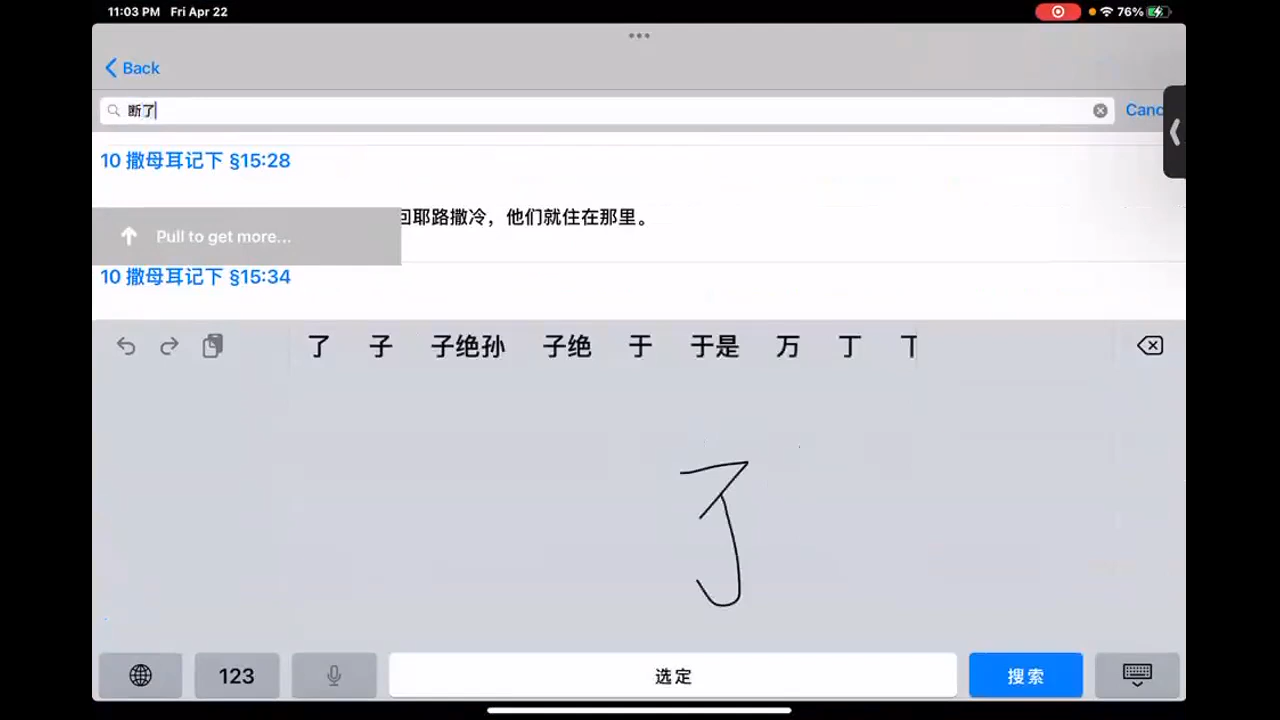 11:03 PM Fri Apr 22 76%
Back
断了 Canc
10 撒母耳记下 §15:28
回耶路撒冷，他们就住在那里。
Pull to get more...
10 撒母耳记下 §15:34
了 子 子绝孙 子绝 于 于是 万 丁
了
123 选定 搜索